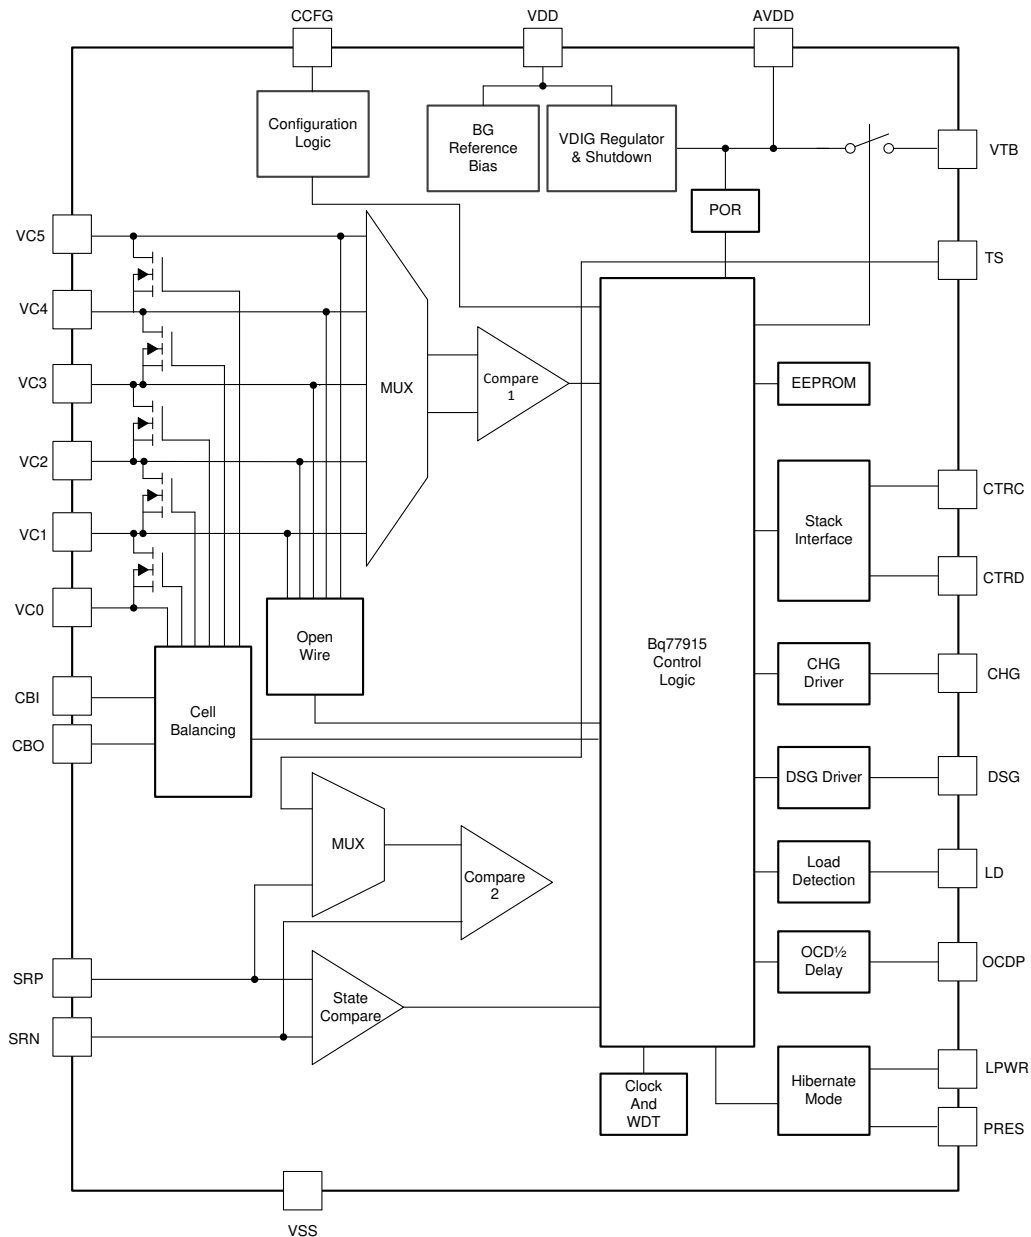 CCFG
VDD
AVDD
Configuration
Logic
BG
Reference
Bias
VDIG Regulator
& Shutdown
VTB
POR
VC5
TS
VC4
VC3
MUX
Compare
1
EEPROM
VC2
CTRC
VC1
Stack
Interface
CTRD
VC0
Open
Wire
Bq77915
Control
Logic
CHG
Driver
CHG
CBI
Cell
Balancing
CBO
DSG Driver
DSG
MUX
Compare
2
Load
Detection
LD
SRP
State
Compare
OCD½
Delay
OCDP
SRN
Clock
And
WDT
Hibernate
Mode
LPWR
PRES
VSS